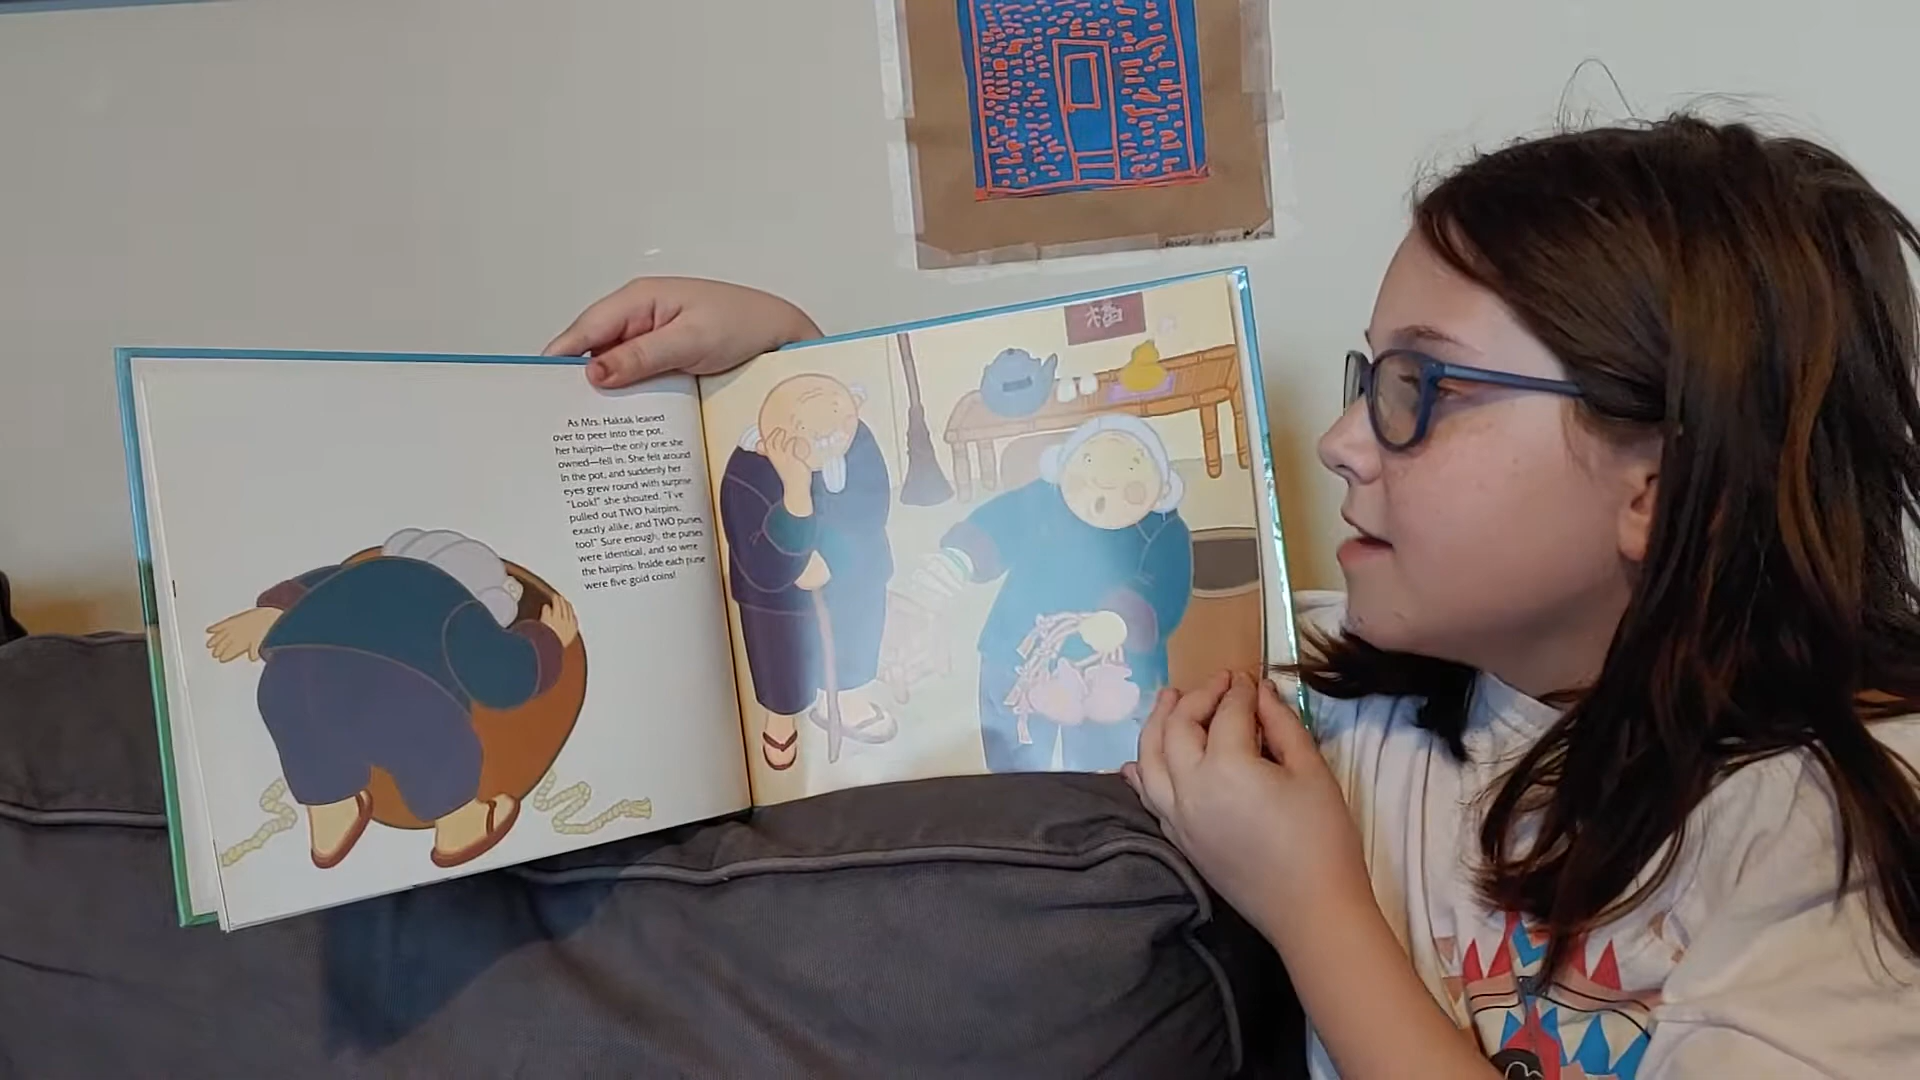 As Mrs. Haktak leaned
over to peer into the pot,
her hairpin—the only one she
owned—fell in. She felt around
in the pot, and suddenly her
eyes grew round with surprise.
"Look!" she shouted. "I've
pulled out TWO hairpins,
exactly alike, and TWO purses,
too!" Sure enough, the purses
were identical, and so were
the hairpins. Inside each purse
were five gold coins!